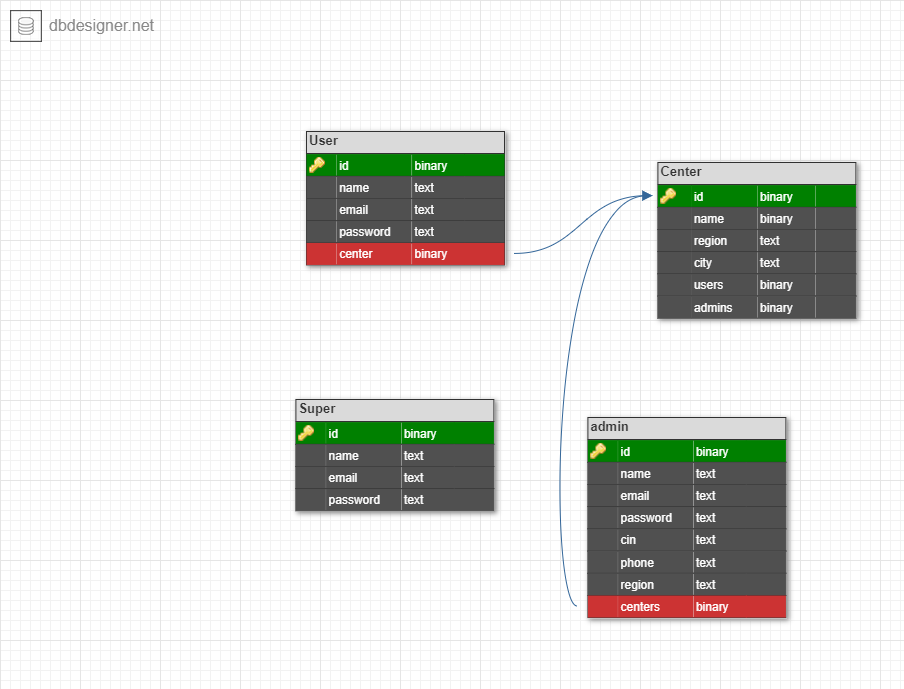 dbdesigner.net
User
id binary
name text
email text
password text
center binary
Center
id binary
name binary
region text
city text
users binary
admins binary
Super
id binary
name text
email text
password text
admin
id binary
name text
email text
password text
cin text
phone text
region text
centers binary